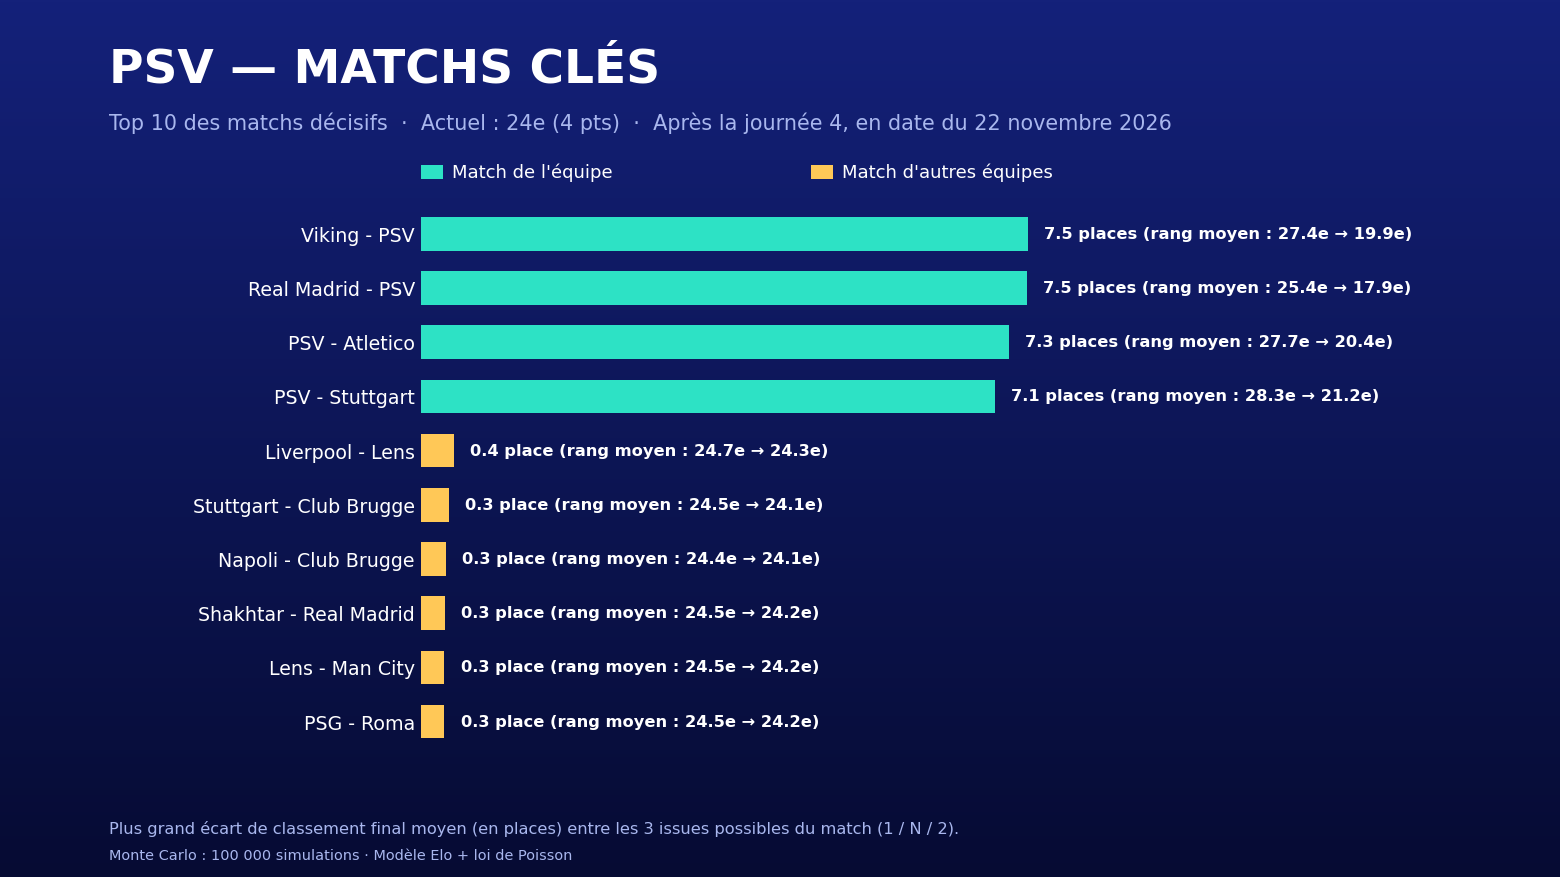 PSV — MATCHS CLÉS
Top 10 des matchs décisifs · Actuel : 24e (4 pts) · Après la journée 4, en date du 22 novembre 2026
Match de l'équipe
Match d'autres équipes
Viking - PSV 7.5 places (rang moyen : 27.4e → 19.9e)
Real Madrid - PSV 7.5 places (rang moyen : 25.4e → 17.9e)
PSV - Atletico 7.3 places (rang moyen : 27.7e → 20.4e)
PSV - Stuttgart 7.1 places (rang moyen : 28.3e → 21.2e)
Liverpool - Lens 0.4 place (rang moyen : 24.7e → 24.3e)
Stuttgart - Club Brugge 0.3 place (rang moyen : 24.5e → 24.1e)
Napoli - Club Brugge 0.3 place (rang moyen : 24.4e → 24.1e)
Shakhtar - Real Madrid 0.3 place (rang moyen : 24.5e → 24.2e)
Lens - Man City 0.3 place (rang moyen : 24.5e → 24.2e)
PSG - Roma 0.3 place (rang moyen : 24.5e → 24.2e)
Plus grand écart de classement final moyen (en places) entre les 3 issues possibles du match (1 / N / 2).
Monte Carlo : 100 000 simulations · Modèle Elo + loi de Poisson